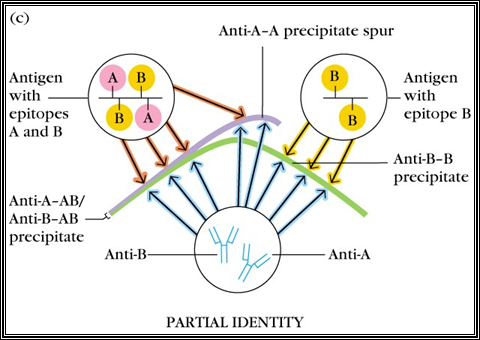 (c)
Anti-A–A precipitate spur
Antigen
with
epitopes
A and B
A
B
B
A
B
B
Antigen
with
epitope B
Anti-B–B
precipitate
Anti-A–AB/
Anti-B–AB
precipitate
Anti-B
Anti-A
PARTIAL IDENTITY